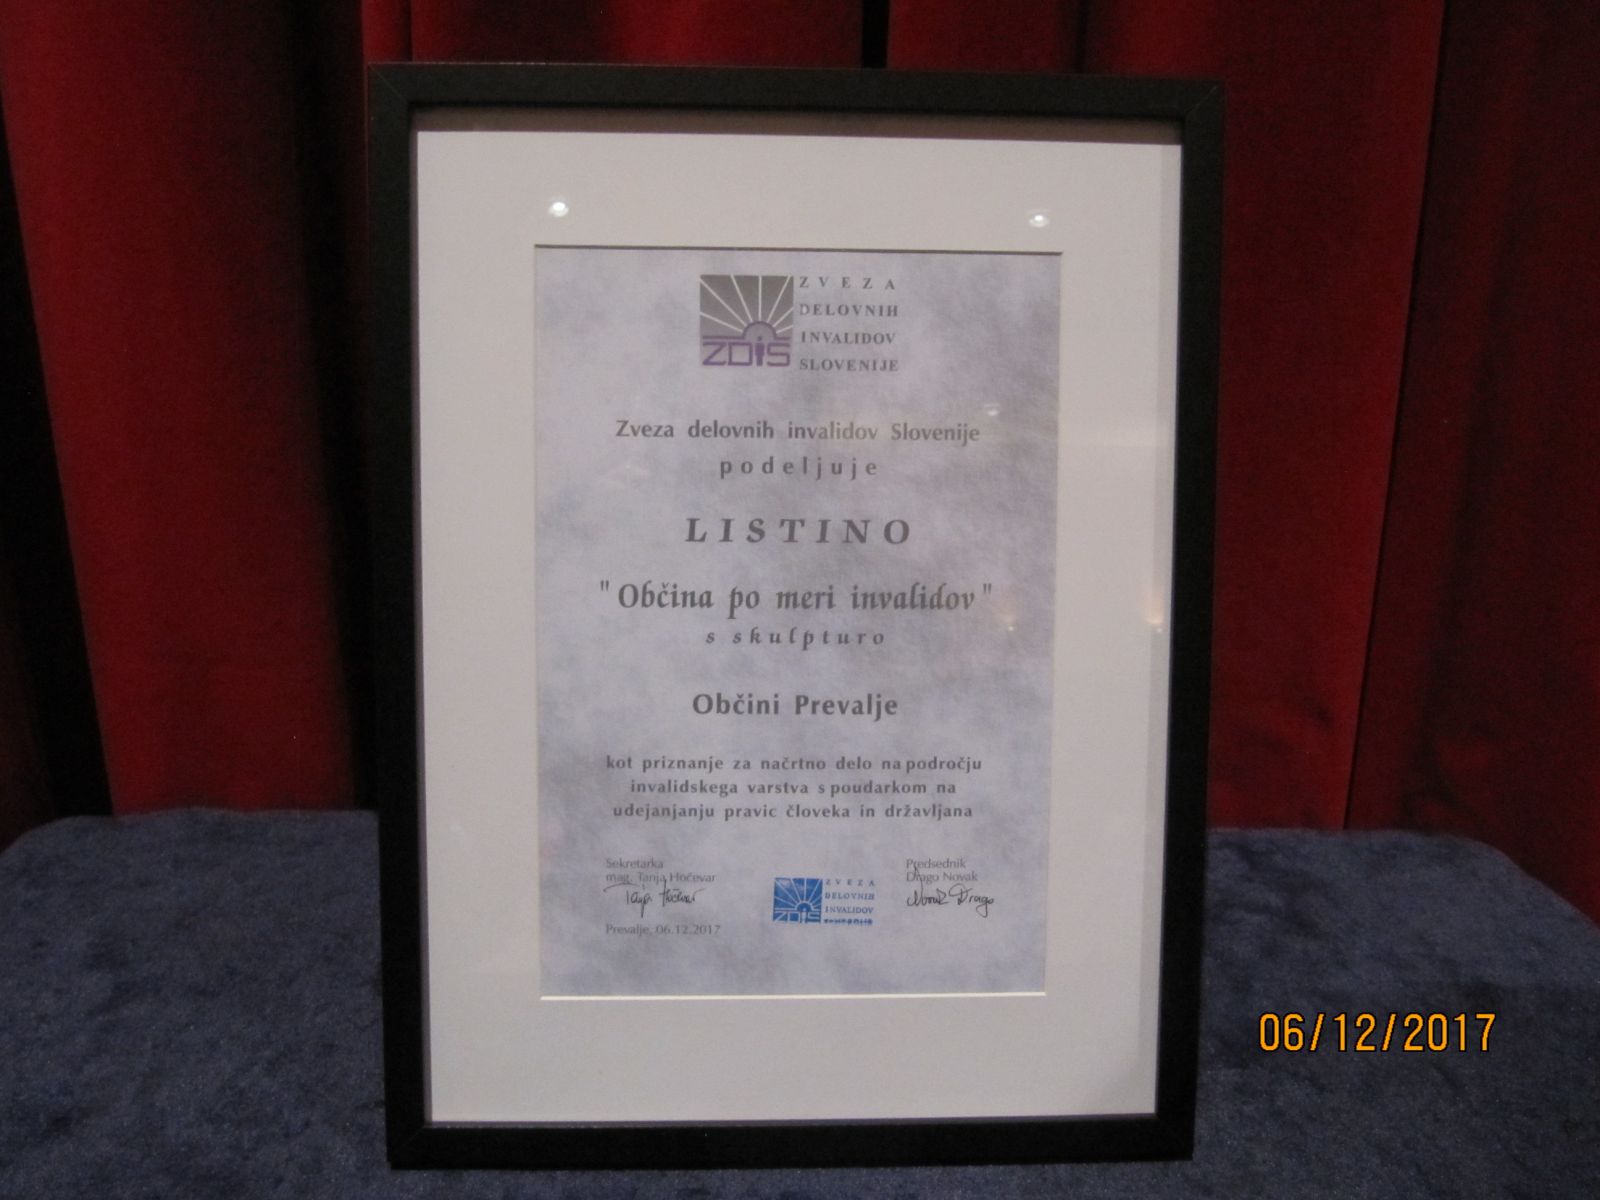 ZVEZA
DELOVNIH
INVALIDOV
SLOVENIJE
ZDIS
Zveza delovnih invalidov Slovenije
podeljuje
LISTINO
"Občina po meri invalidov"
s skulpturo
Občini Prevalje
kot priznanje za načrtno delo na področju
invalidskega varstva s poudarkom na
udejanjanju pravic človeka in državljana
Sekretarka
mag. Tanja Hočevar
Prevalje, 06.12.2017
ZVEZA
DELOVNIH
INVALIDOV
ZDIS
Predsednik
Drago Novak
Novak Drago
06/12/2017